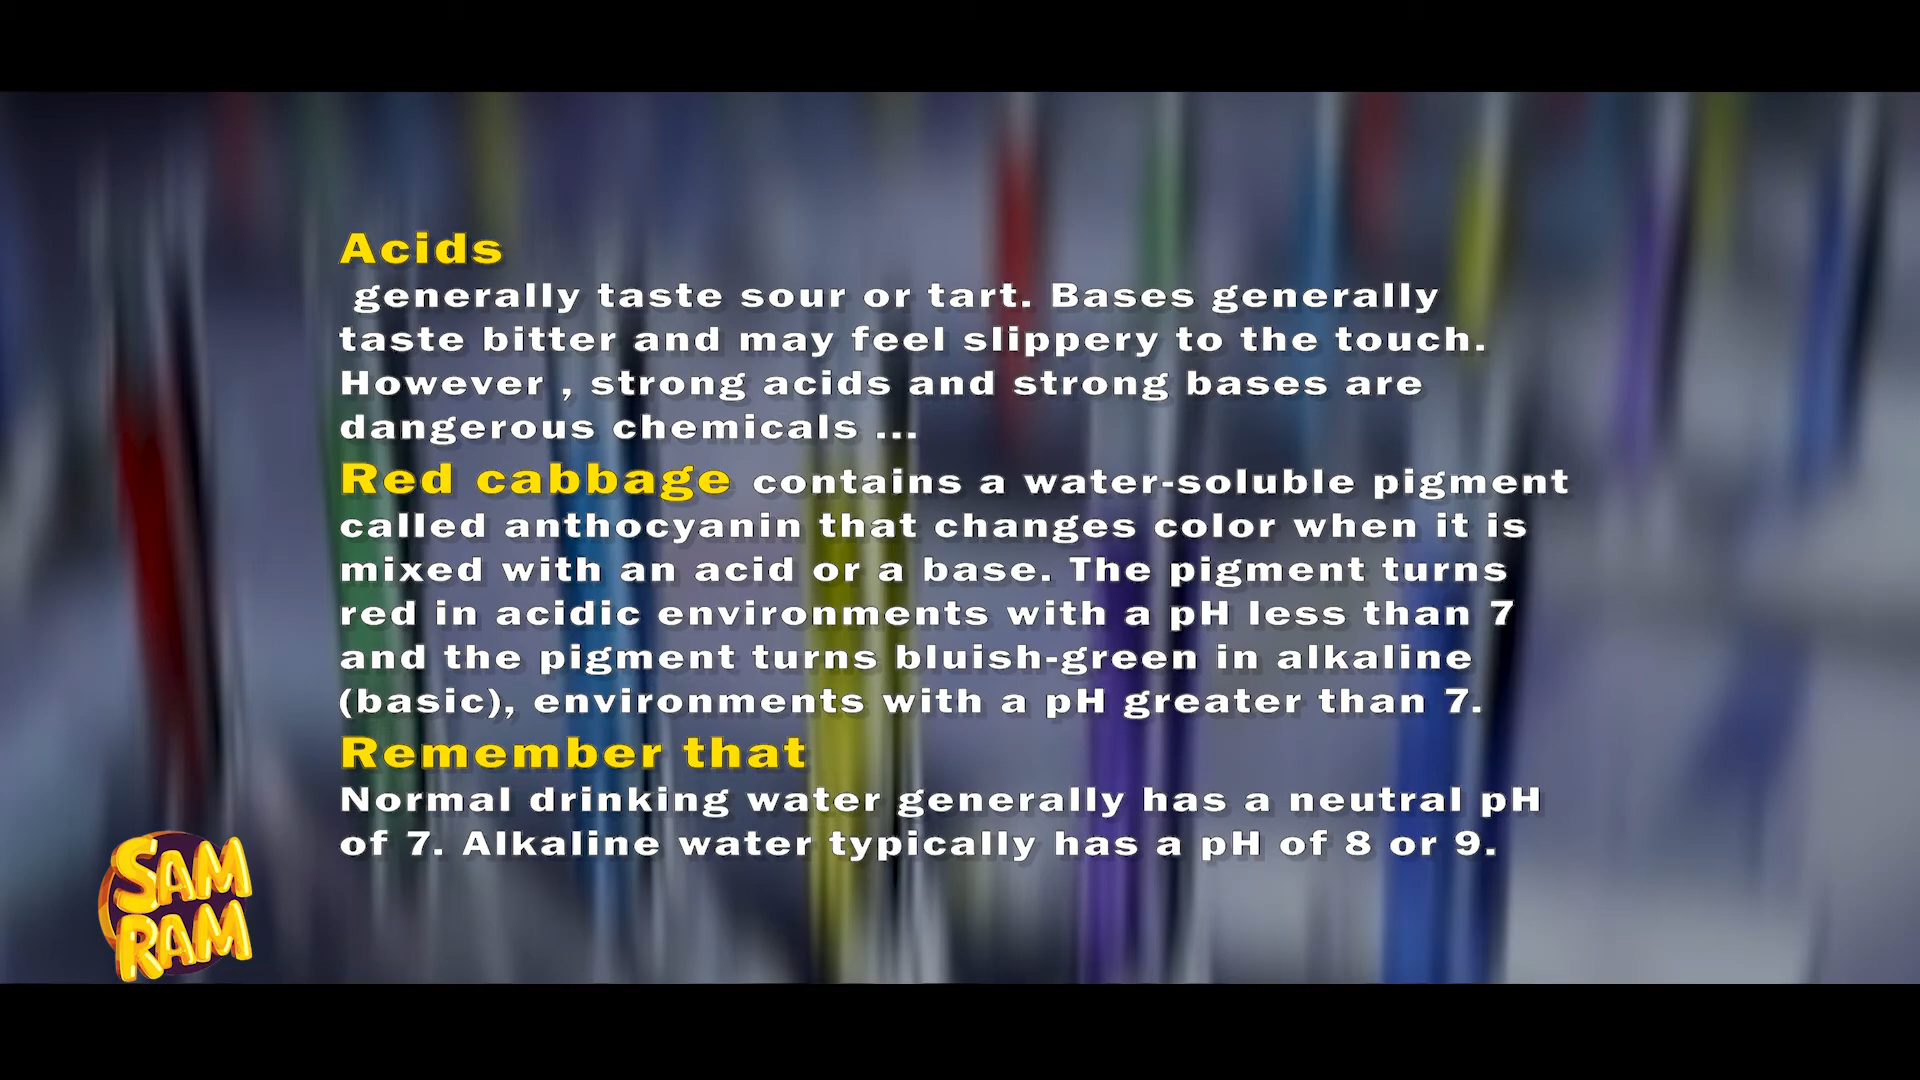 Acids
generally taste sour or tart. Bases generally
taste bitter and may feel slippery to the touch.
However , strong acids and strong bases are
dangerous chemicals ...
Red cabbage contains a water-soluble pigment
called anthocyanin that changes color when it is
mixed with an acid or a base. The pigment turns
red in acidic environments with a pH less than 7
and the pigment turns bluish-green in alkaline
(basic), environments with a pH greater than 7.
Remember that
Normal drinking water generally has a neutral pH
of 7. Alkaline water typically has a pH of 8 or 9.
SAM
RAM